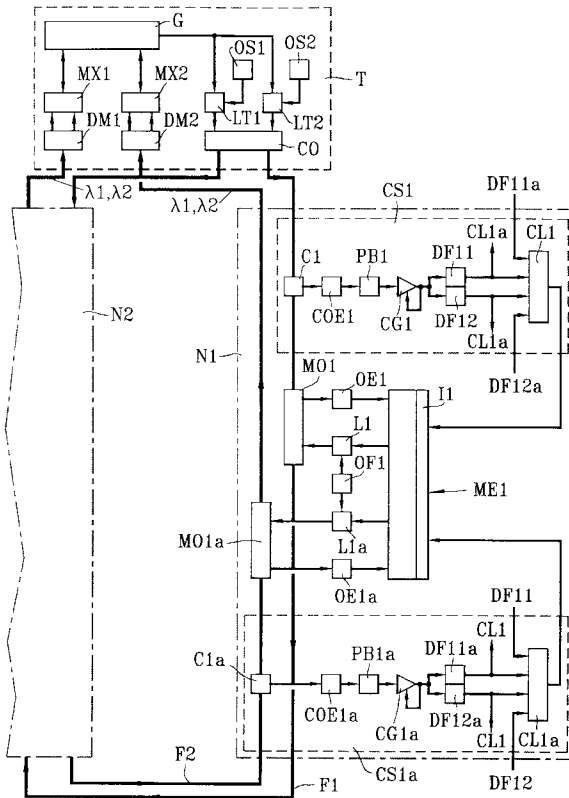 G
OS1 OS2
MX1 MX2
T
LT1 LT2
DM1 DM2
CO
λ1,λ2
λ1,λ2
CS1
DF11a
C1
PB1
DF11
CL1a
CL1
N2
COE1
CG1
DF12
CL1a
N1
DF12a
MO1
OE1
I1
L1
OF1
ME1
MO1a
L1a
OE1a
DF11
CL1
C1a
PB1a
DF11a
COE1a
CG1a
DF12a
CL1
CL1a
F2
DF12
F1
CS1a